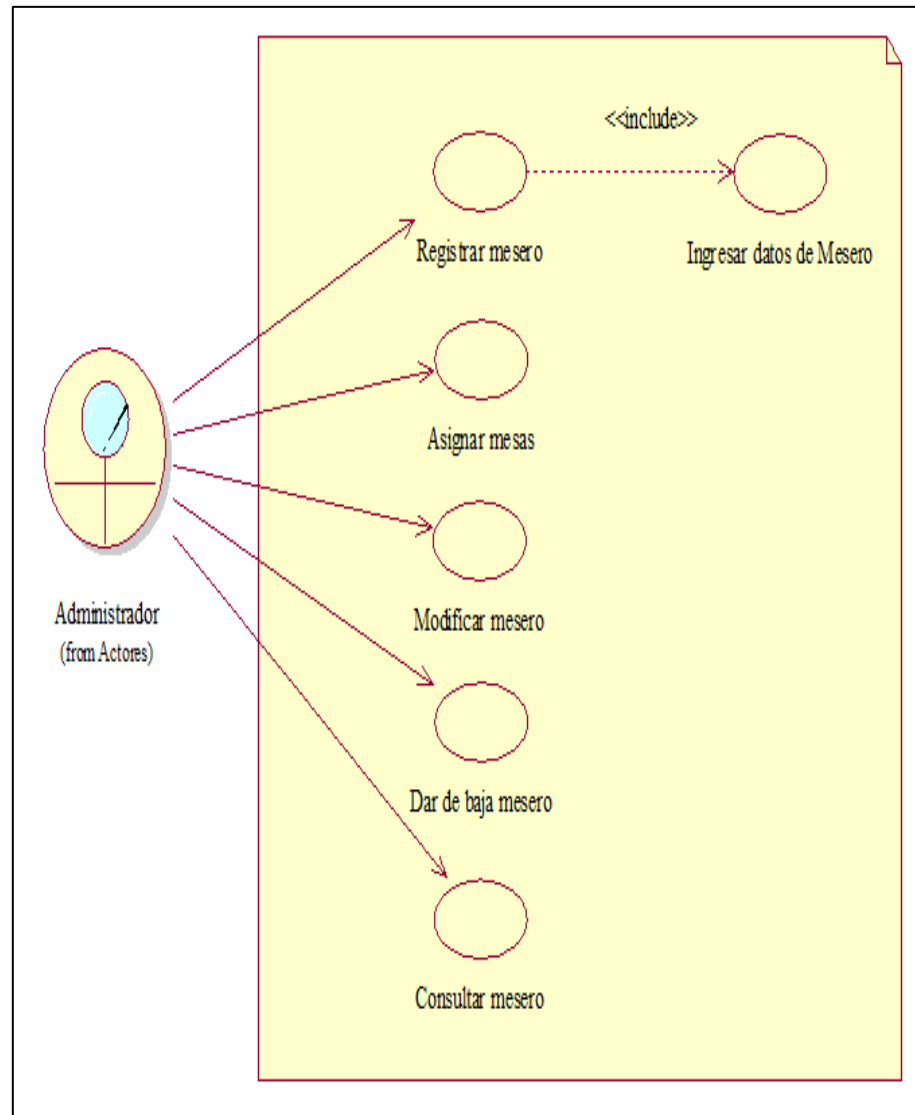 <<include>>
Registrar mesero
Ingresar datos de Mesero
Asignar mesas
Modificar mesero
Administrador
(from Actores)
Dar de baja mesero
Consultar mesero